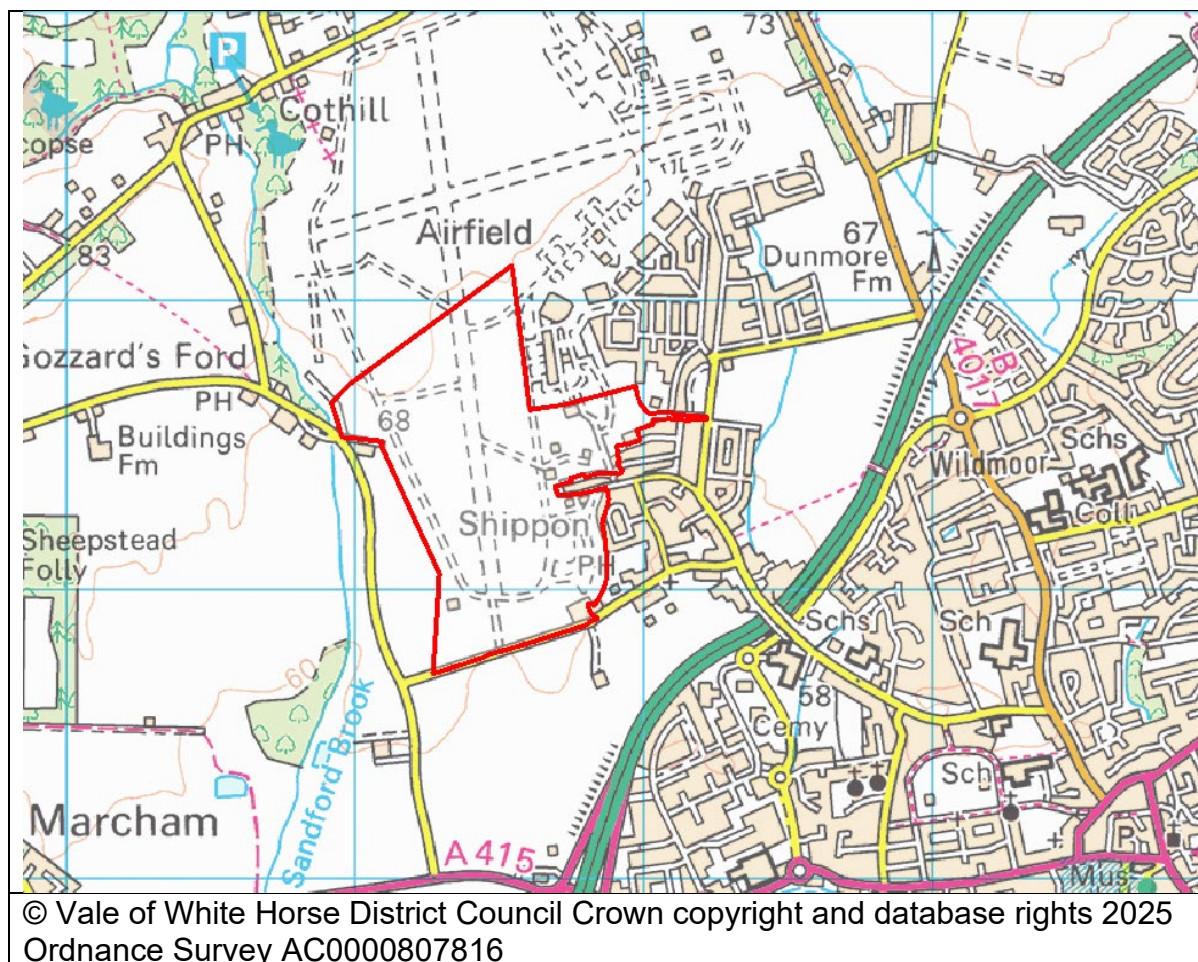 73
P
Cothill
copse
PH
Airfield
67
Dunmore
Fm
83
B 4017
Gozzard's Ford
PH
68
Buildings
Fm
Schs
Wildmoor
Coll
Shippon
Sheepstead
Folly
PH
Schs
Sch
60
58
Cemy
Sandford Brook
Sch
Marcham
A 415
P
Mus
© Vale of White Horse District Council Crown copyright and database rights 2025
Ordnance Survey AC0000807816